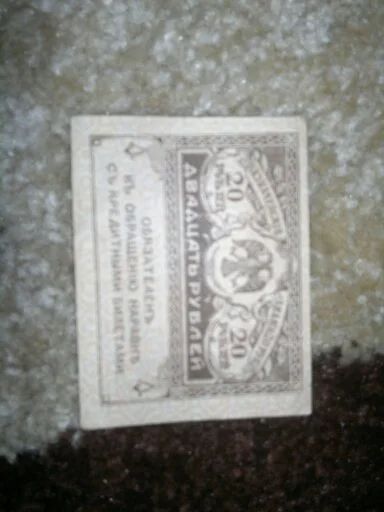 20
20
ДВАДЦАТЬ РУБЛЕЙ
ОБЯЗАТЕЛЕНЪ
КЪ ОБРАЩЕНІЮ НАРАВНѢ
СЪ КРЕДИТНЫМИ БИЛЕТАМИ